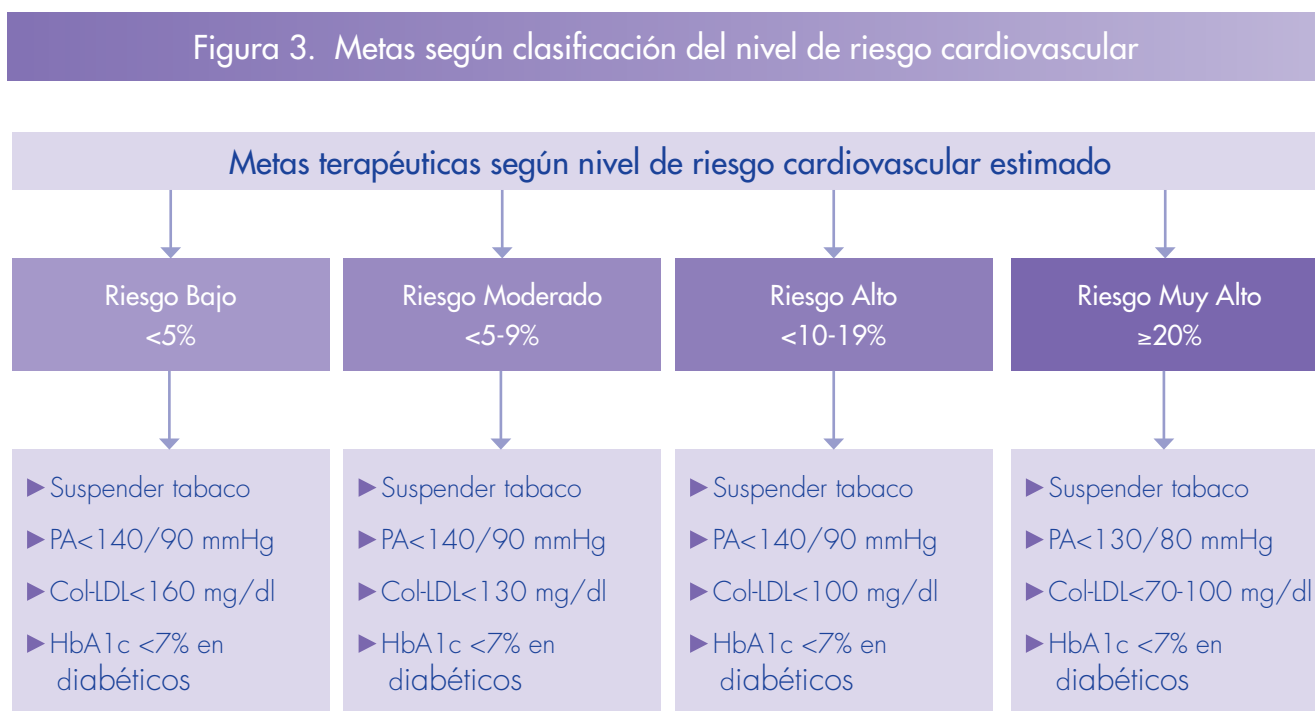 Figura 3. Metas según clasificación del nivel de riesgo cardiovascular
Metas terapéuticas según nivel de riesgo cardiovascular estimado
Riesgo Bajo
<5%
Riesgo Moderado
<5-9%
Riesgo Alto
<10-19%
Riesgo Muy Alto
≥20%
▶Suspender tabaco
▶PA<140/90 mmHg
▶Col-LDL<160 mg/dl
▶HbA1c <7% en
diabéticos
▶Suspender tabaco
▶PA<140/90 mmHg
▶Col-LDL<130 mg/dl
▶HbA1c <7% en
diabéticos
▶Suspender tabaco
▶PA<140/90 mmHg
▶Col-LDL<100 mg/dl
▶HbA1c <7% en
diabéticos
▶Suspender tabaco
▶PA<130/80 mmHg
▶Col-LDL<70-100 mg/dl
▶HbA1c <7% en
diabéticos